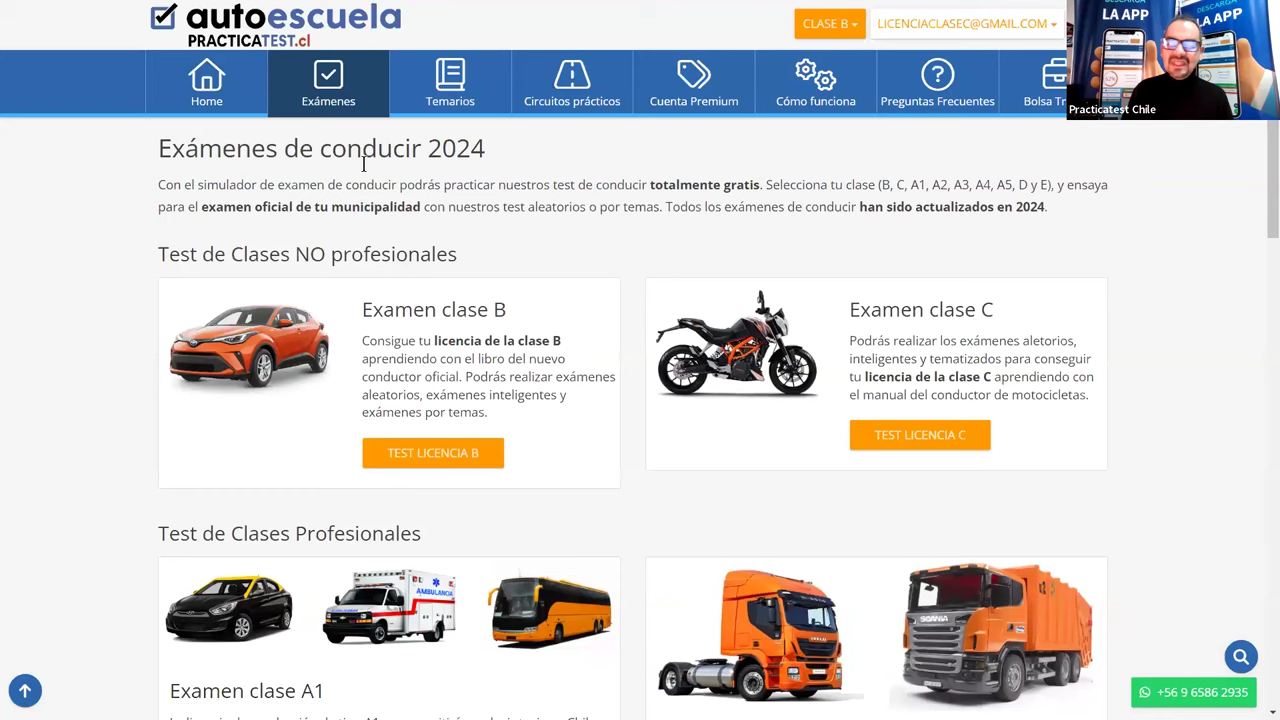 autoescuela
PRACTICATEST.cl
CLASE B
LICENCIACLASEC@GMAIL.COM
DESCARGA
LA APP
DESCARGA
LA APP
Practicatest Chile
Home
Exámenes
Temarios
Circuitos prácticos
Cuenta Premium
Cómo funciona
Preguntas Frecuentes
Bolsa
Exámenes de conducir 2024
Con el simulador de examen de conducir podrás practicar nuestros test de conducir totalmente gratis. Selecciona tu clase (B, C, A1, A2, A3, A4, A5, D y E), y ensaya
para el examen oficial de tu municipalidad con nuestros test aleatorios o por temas. Todos los exámenes de conducir han sido actualizados en 2024.
Test de Clases NO profesionales
Examen clase B
Consigue tu licencia de la clase B
aprendiendo con el libro del nuevo
conductor oficial. Podrás realizar exámenes
aleatorios, exámenes inteligentes y
exámenes por temas.
TEST LICENCIA B
Examen clase C
Podrás realizar los exámenes aletorios,
inteligentes y tematizados para conseguir
tu licencia de la clase C aprendiendo con
el manual del conductor de motocicletas.
TEST LICENCIA C
Test de Clases Profesionales
AMBULANCIA
SCANIA
Examen clase A1
+56 9 6586 2935